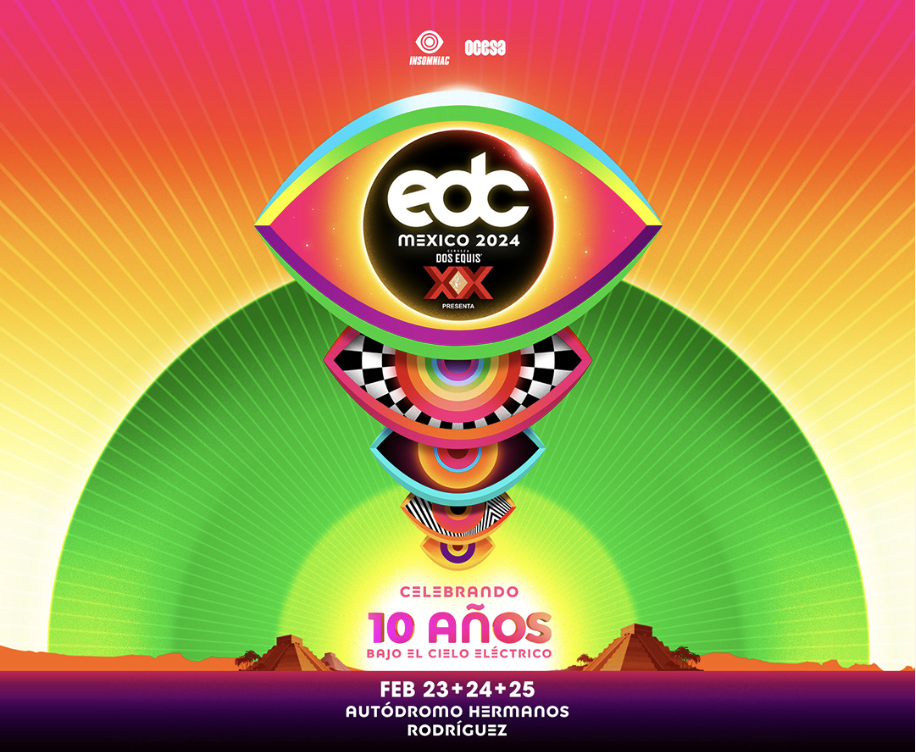 INSOMNIAC
ocesa
edc
MEXICO 2024
CERVEZA
DOS EQUIS
XX
PRESENTA
CELEBRANDO
10 AÑOS
BAJO EL CIELO ELÉCTRICO
FEB 23+24+25
AUTÓDROMO HERMANOS
RODRÍGUEZ